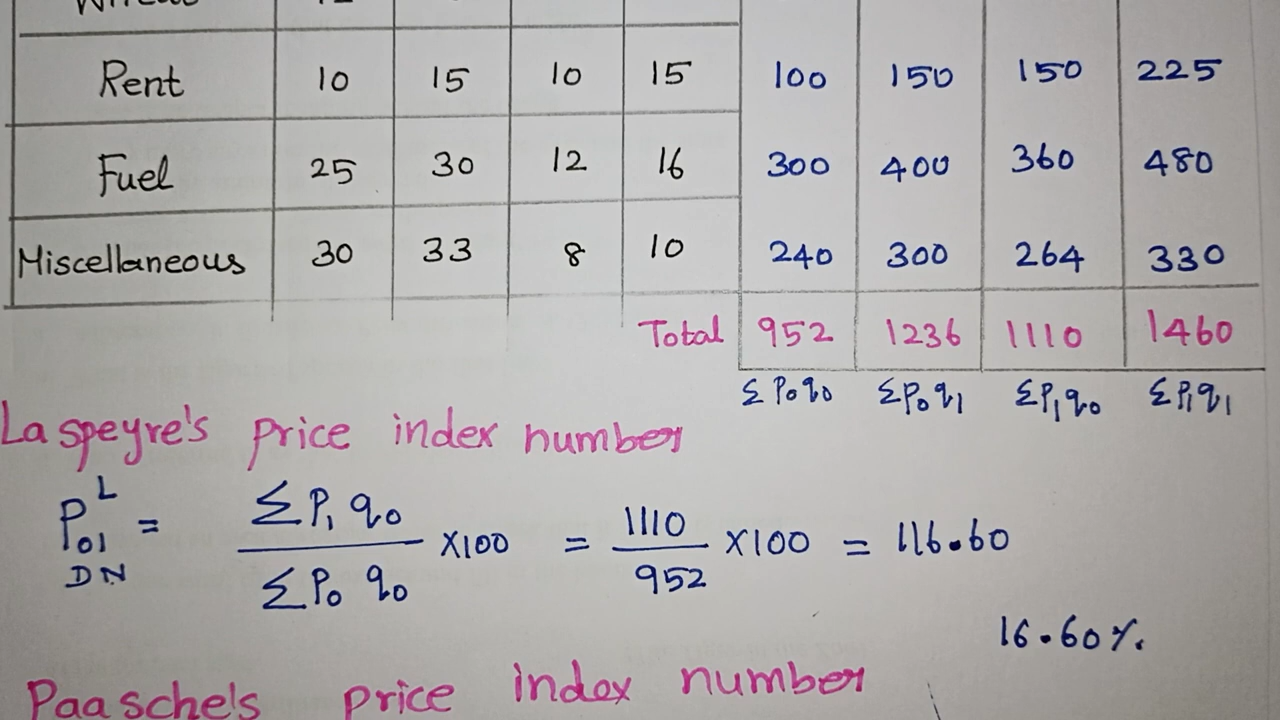 Rent 10 15 10 15 100 150 150 225
Fuel 25 30 12 16 300 400 360 480
Miscellaneous 30 33 8 10 240 300 264 330
Total 952 1236 1110 1460
ΣP₀q₀ ΣP₀q₁ ΣP₁q₀ ΣP₁q₁
Laspeyre's price index number
P₀₁ᴸ = ΣP₁q₀ / ΣP₀q₀ X100 = 1110 / 952 X100 = 116.60
DN
16.60%.
Paasche's price index number